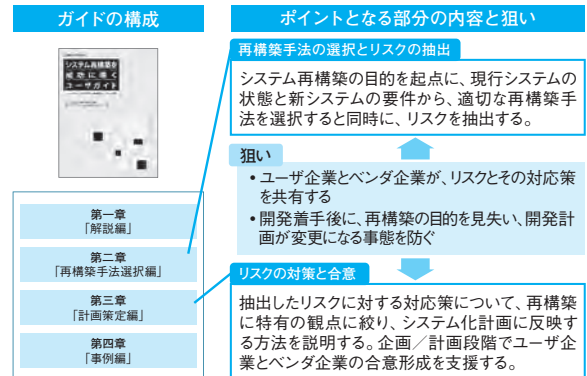 ガイドの構成
システム再構築を
成功に導く
ユーザガイド
第一章
「解説編」
第二章
「再構築手法選択編」
第三章
「計画策定編」
第四章
「事例編」
ポイントとなる部分の内容と狙い
再構築手法の選択とリスクの抽出
システム再構築の目的を起点に、現行システムの
状態と新システムの要件から、適切な再構築手
法を選択すると同時に、リスクを抽出する。
狙い
• ユーザ企業とベンダ企業が、リスクとその対応策
を共有する
• 開発着手後に、再構築の目的を見失い、開発計
画が変更になる事態を防ぐ
リスクの対策と合意
抽出したリスクに対する対応策について、再構築
に特有の観点に絞り、システム化計画に反映す
る方法を説明する。企画／計画段階でユーザ企
業とベンダ企業の合意形成を支援する。